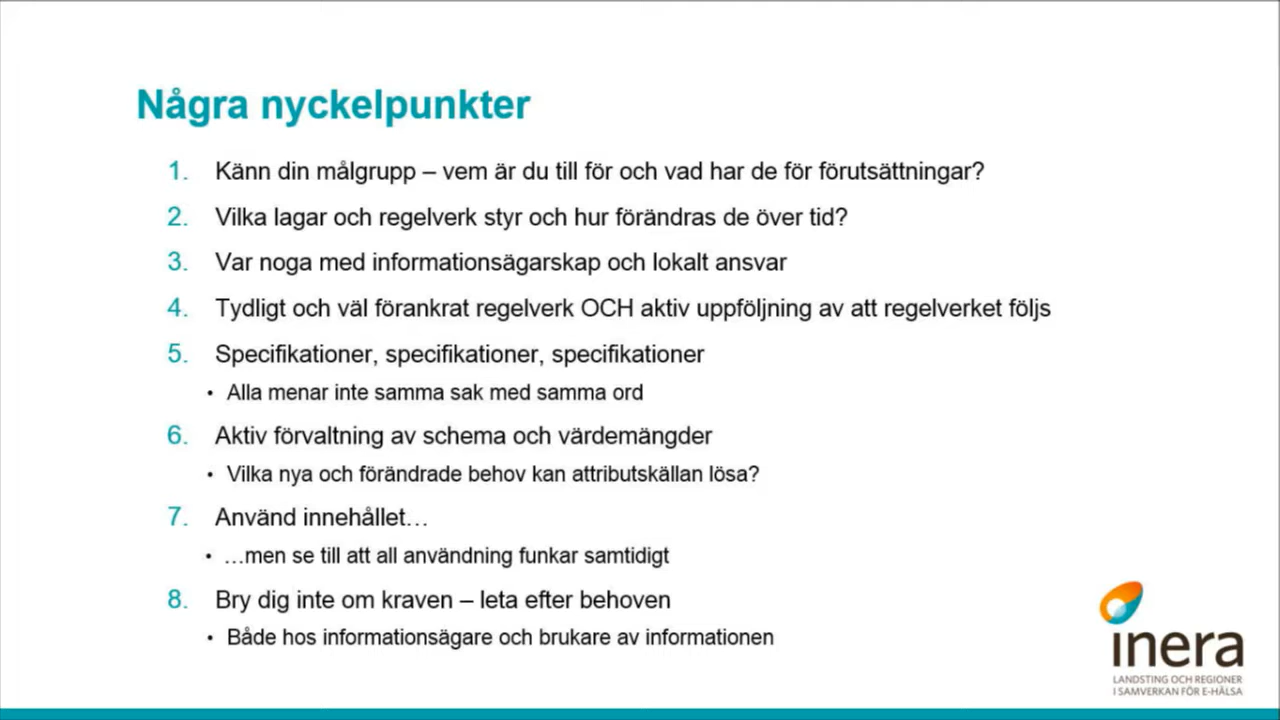 Några nyckelpunkter
1. Känn din målgrupp – vem är du till för och vad har de för förutsättningar?
2. Vilka lagar och regelverk styr och hur förändras de över tid?
3. Var noga med informationsägarskap och lokalt ansvar
4. Tydligt och väl förankrat regelverk OCH aktiv uppföljning av att regelverket följs
5. Specifikationer, specifikationer, specifikationer
• Alla menar inte samma sak med samma ord
6. Aktiv förvaltning av schema och värdemängder
• Vilka nya och förändrade behov kan attributskällan lösa?
7. Använd innehållet…
• …men se till att all användning funkar samtidigt
8. Bry dig inte om kraven – leta efter behoven
• Både hos informationsägare och brukare av informationen
inera
LANDSTING OCH REGIONER
I SAMVERKAN FÖR E-HÄLSA